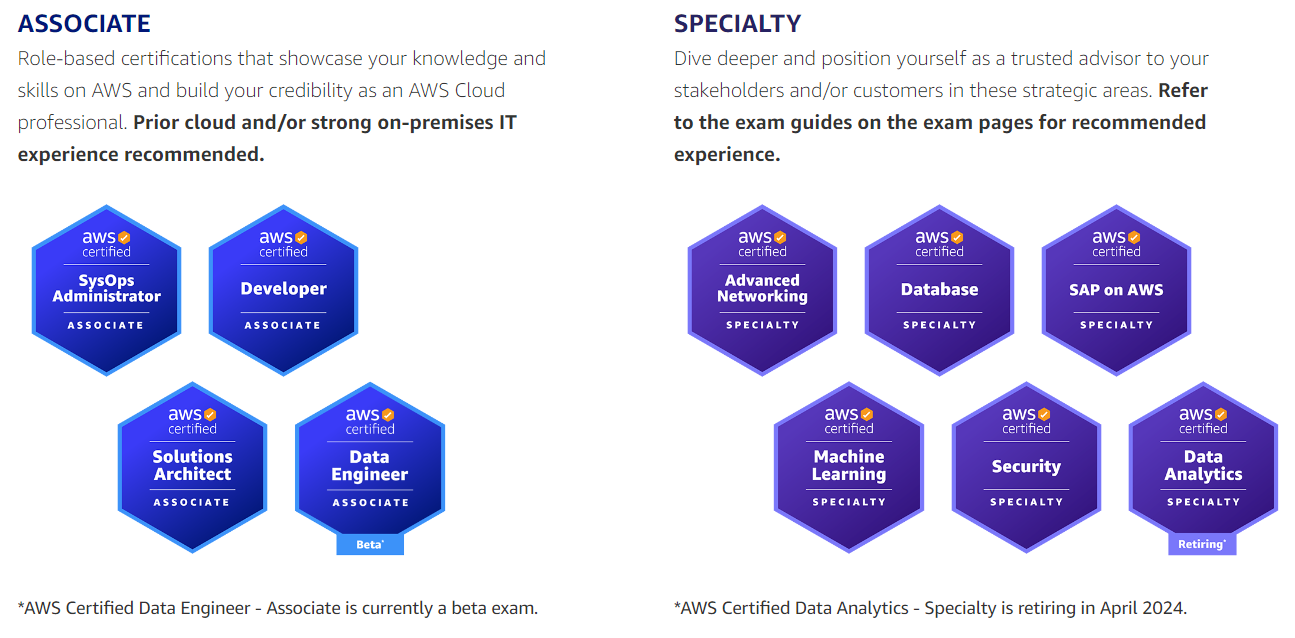 ASSOCIATE
Role-based certifications that showcase your knowledge and
skills on AWS and build your credibility as an AWS Cloud
professional. Prior cloud and/or strong on-premises IT
experience recommended.
aws
certified
SysOps
Administrator
ASSOCIATE
aws
certified
Developer
ASSOCIATE
aws
certified
Solutions
Architect
ASSOCIATE
aws
certified
Data
Engineer
ASSOCIATE
Beta*
*AWS Certified Data Engineer - Associate is currently a beta exam.
SPECIALTY
Dive deeper and position yourself as a trusted advisor to your
stakeholders and/or customers in these strategic areas. Refer
to the exam guides on the exam pages for recommended
experience.
aws
certified
Advanced
Networking
SPECIALTY
aws
certified
Database
SPECIALTY
aws
certified
SAP on AWS
SPECIALTY
aws
certified
Machine
Learning
SPECIALTY
aws
certified
Security
SPECIALTY
aws
certified
Data
Analytics
SPECIALTY
Retiring*
*AWS Certified Data Analytics - Specialty is retiring in April 2024.